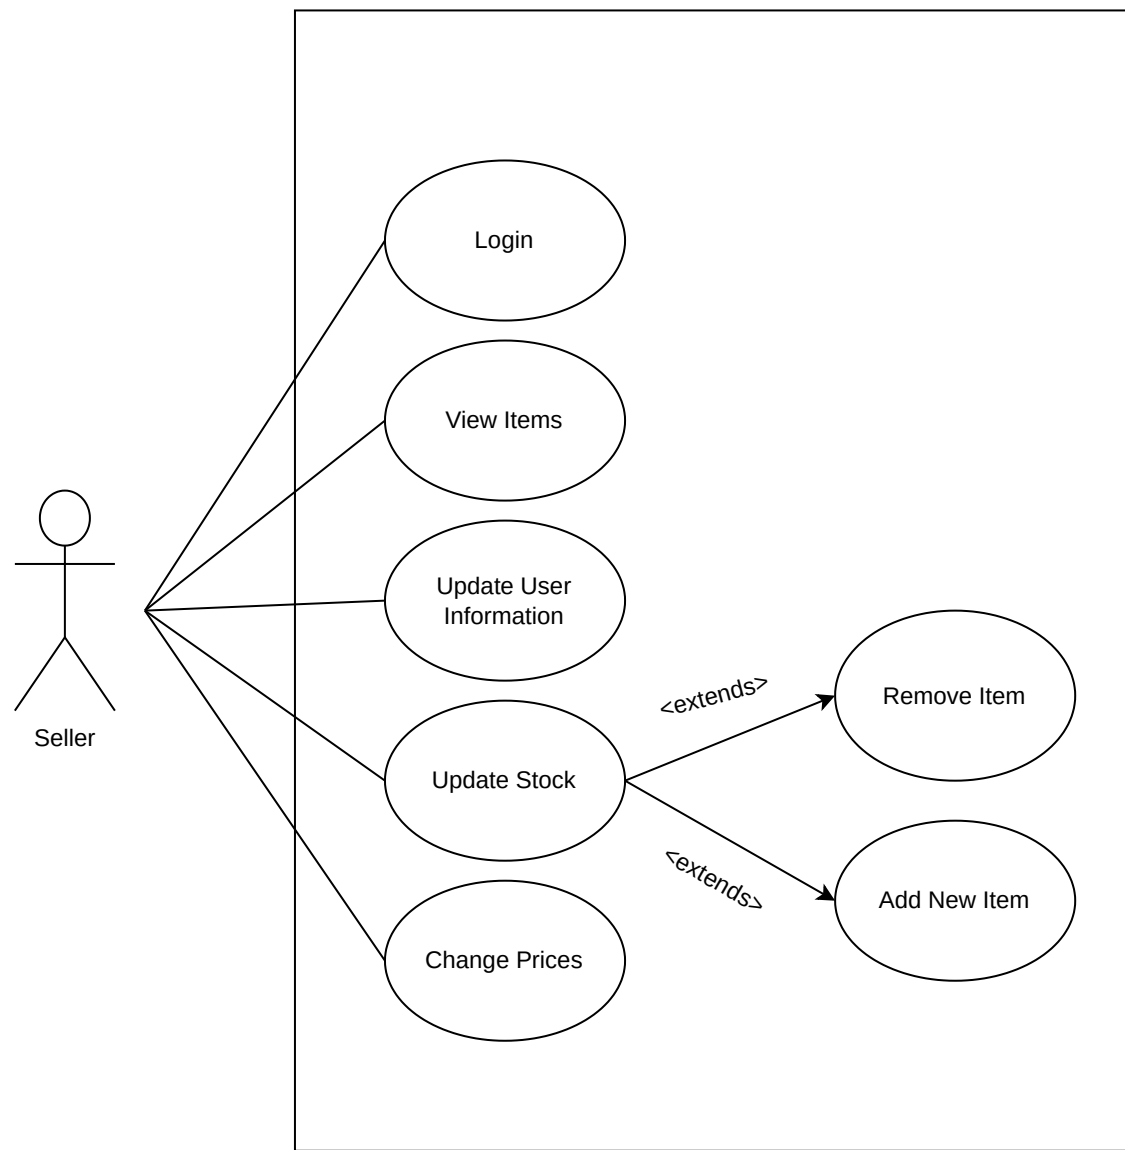 Login
View Items
Update User
Information
Seller
Update Stock
<extends>
Remove Item
<extends>
Add New Item
Change Prices